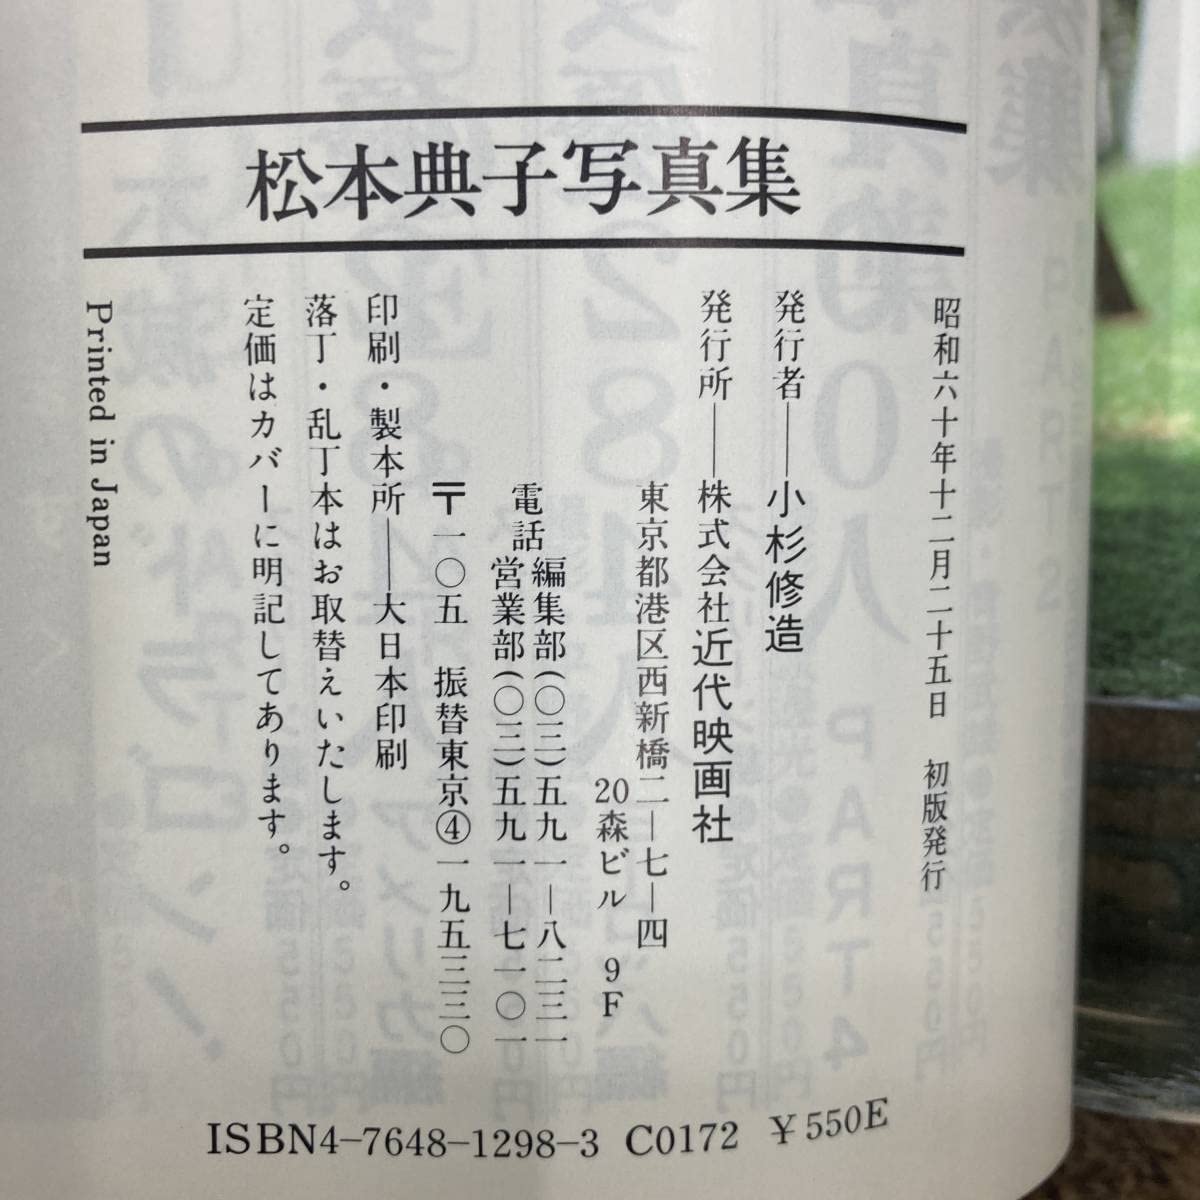 松本典子写真集
昭和六十年十二月二十五日　初版発行
発行者――小杉修造
発行所――株式会社近代映画社
東京都港区西新橋二―七―四
20森ビル　9F
電話　編集部(〇三)五九一―八二三一
営業部(〇三)五九一―七一〇一
〒一〇五　振替東京④一九五三三〇
印刷・製本所――大日本印刷
落丁・乱丁本はお取替えいたします。
定価はカバーに明記してあります。
Printed in Japan
ISBN4-7648-1298-3 C0172 ￥550E